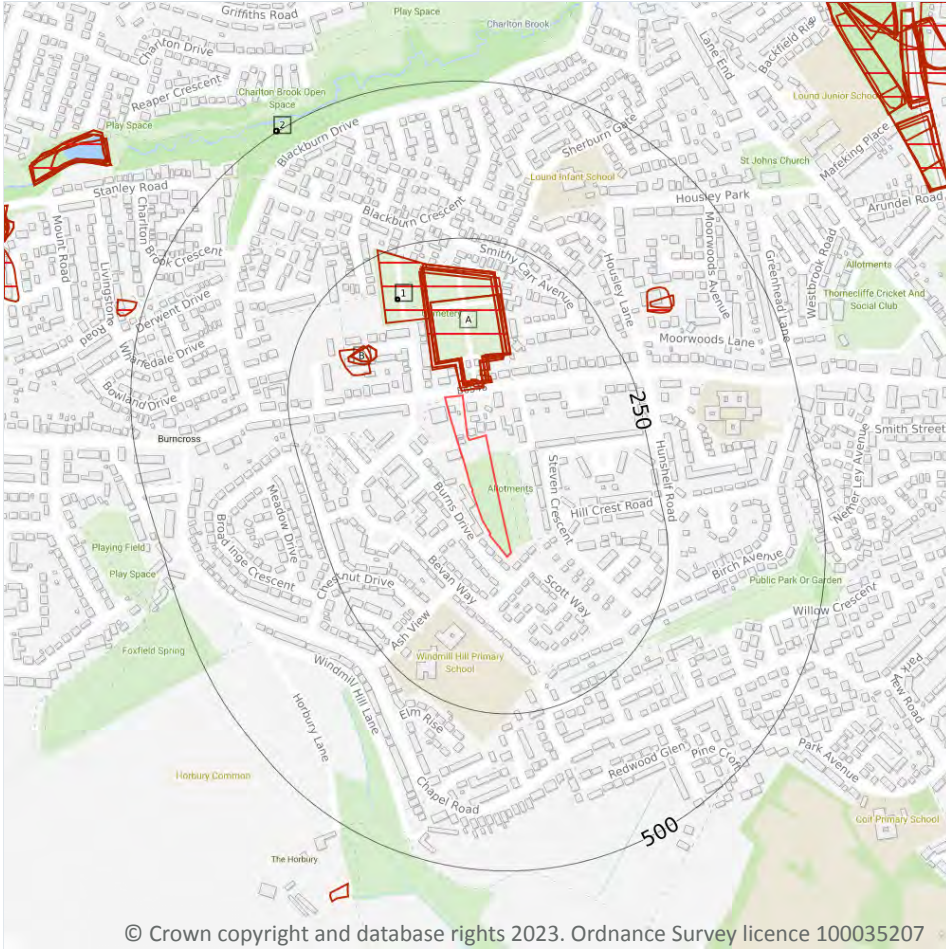 Griffiths Road
Play Space
Charlton Brook
Charlton Drive
Lane End
Backfield Rise
Reaper Crescent
Charlton Brook Open
Space
Lound Junior School
2
Play Space
Blackburn Drive
Sherburn Gate
Mafeking Place
St Johns Church
Stanley Road
Lound Infant School
Housley Park
Arundel Road
Mount Road
Charlton
Brook Crescent
Blackburn Crescent
Smithy Carr Avenue
Housley Lane
Moorwoods Avenue
Greenhead Lane
Westbrook Road
Allotments
Livingstone
Road
Derwent Drive
1
A
Thorncliffe Cricket And
Social Club
Wharfedale Drive
B
Moorwoods Lane
Bowland Drive
250
Burncross
Smith Street
Nether Ley Avenue
Meadow Drive
Broad Inge Crescent
Burns Drive
Allotments
Steven Crescent
Hill Crest Road
Hunshelf Road
Playing Field
Play Space
Chestnut Drive
Bevan Way
Scott Way
Birch Avenue
Public Park Or Garden
Willow Crescent
Ash View
Foxfield Spring
Windmill Hill Primary
School
Windmill Hill Lane
Horbury Lane
Elm Rise
Horbury Common
Redwood Glen
Pine Croft
Park Avenue
Chapel Road
500
Coit Primary School
The Horbury
© Crown copyright and database rights 2023. Ordnance Survey licence 100035207